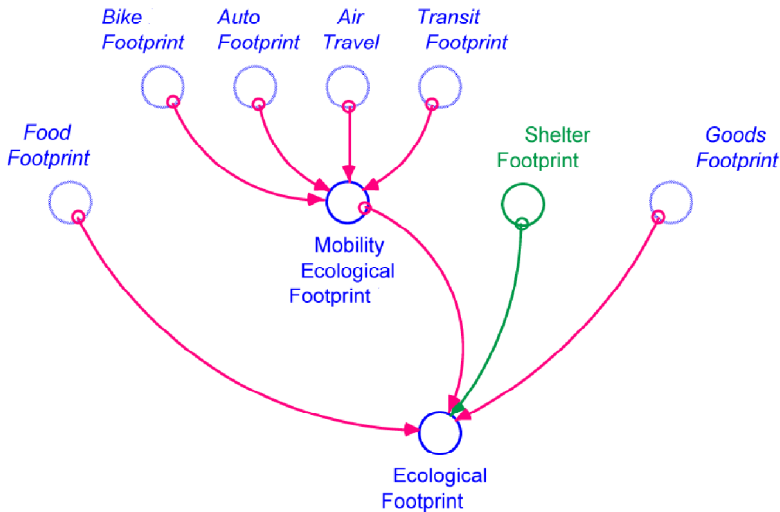 Bike
Footprint
Auto
Footprint
Air
Travel
Transit
Footprint
Food
Footprint
Shelter
Footprint
Goods
Footprint
Mobility
Ecological
Footprint
Ecological
Footprint